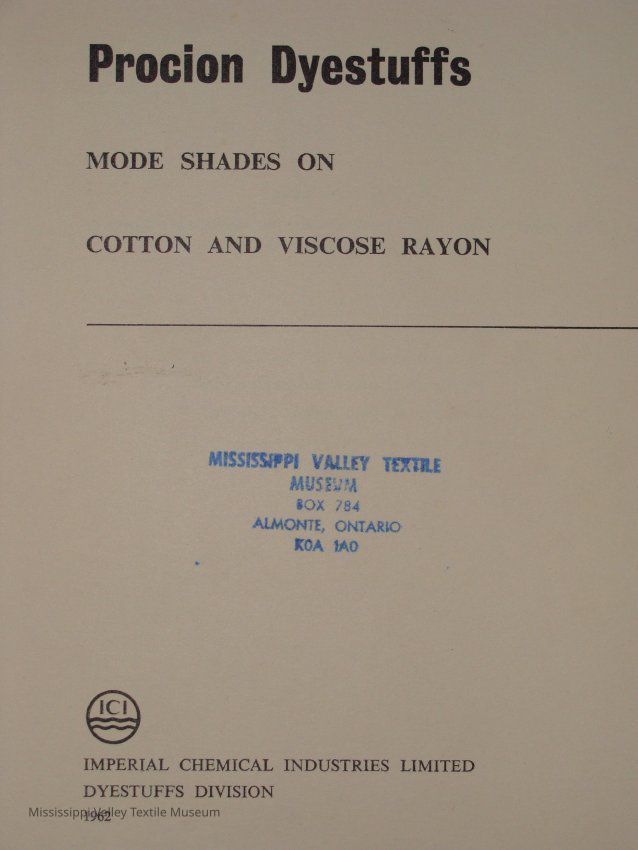 Procion Dyestuffs
MODE SHADES ON
COTTON AND VISCOSE RAYON
MISSISSIPPI VALLEY TEXTILE
MUSEUM
BOX 784
ALMONTE, ONTARIO
K0A 1A0
ICI
IMPERIAL CHEMICAL INDUSTRIES LIMITED
DYESTUFFS DIVISION
Mississippi Valley Textile Museum
1962